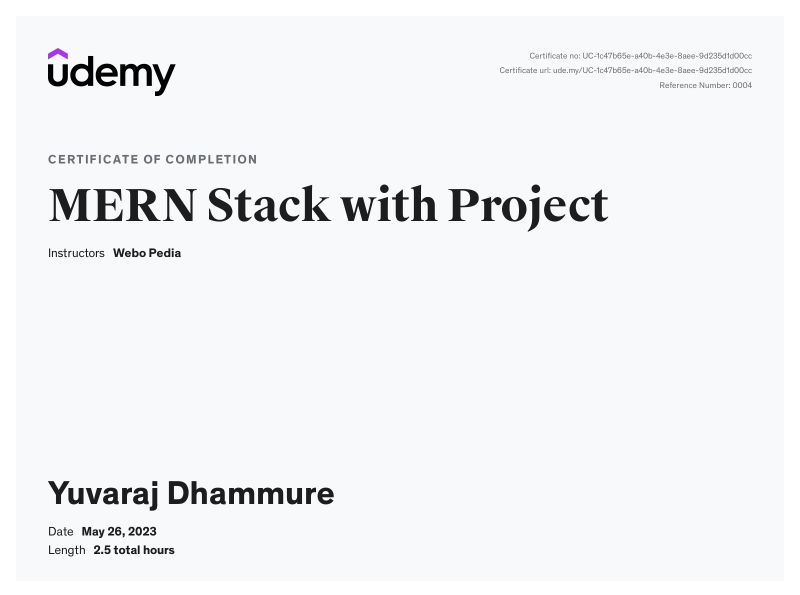 udemy
Certificate no: UC-1c47b65e-a40b-4e3e-8aee-9d235d1d00cc
Certificate url: ude.my/UC-1c47b65e-a40b-4e3e-8aee-9d235d1d00cc
Reference Number: 0004
CERTIFICATE OF COMPLETION
MERN Stack with Project
Instructors Webo Pedia
Yuvaraj Dhammure
Date May 26, 2023
Length 2.5 total hours